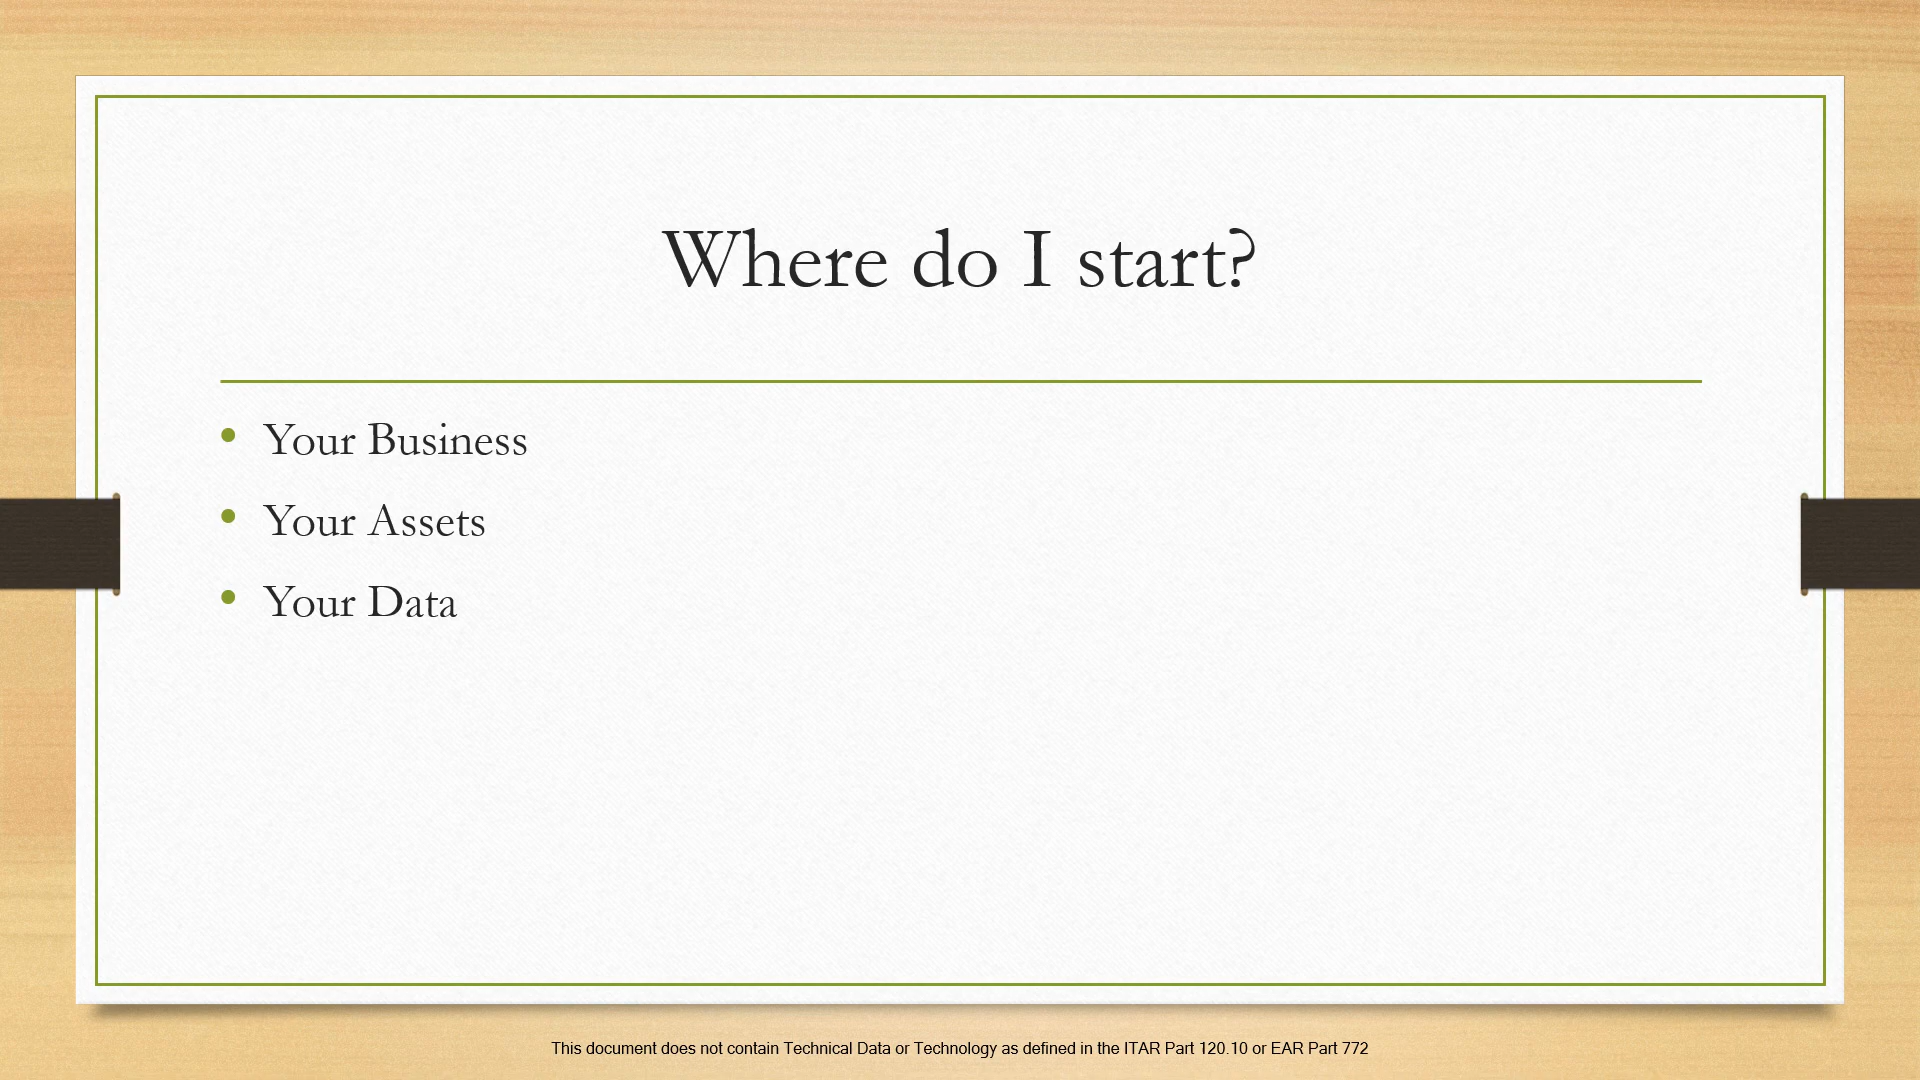 Where do I start?
• Your Business
• Your Assets
• Your Data
This document does not contain Technical Data or Technology as defined in the ITAR Part 120.10 or EAR Part 772